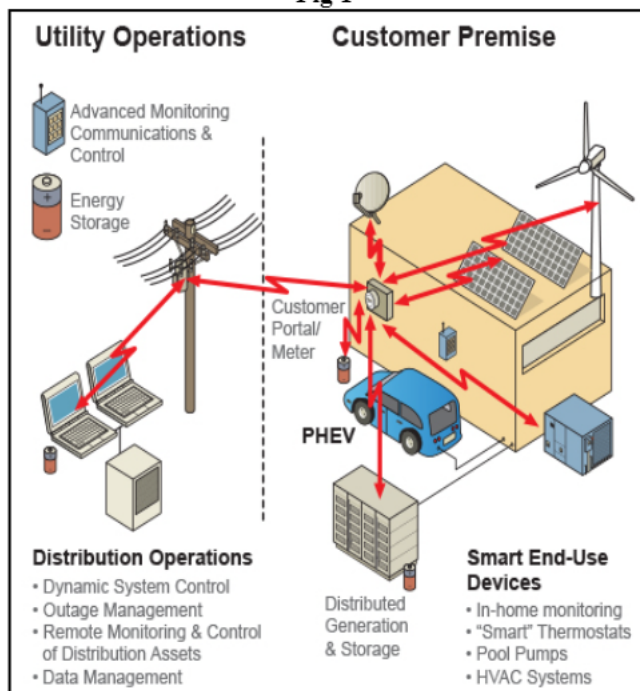 Fig 1
Utility Operations
Customer Premise
Advanced Monitoring
Communications &
Control
Energy
Storage
Customer
Portal/
Meter
PHEV
Distribution Operations
• Dynamic System Control
• Outage Management
• Remote Monitoring & Control
of Distribution Assets
• Data Management
Distributed
Generation
& Storage
Smart End-Use
Devices
• In-home monitoring
• “Smart” Thermostats
• Pool Pumps
• HVAC Systems